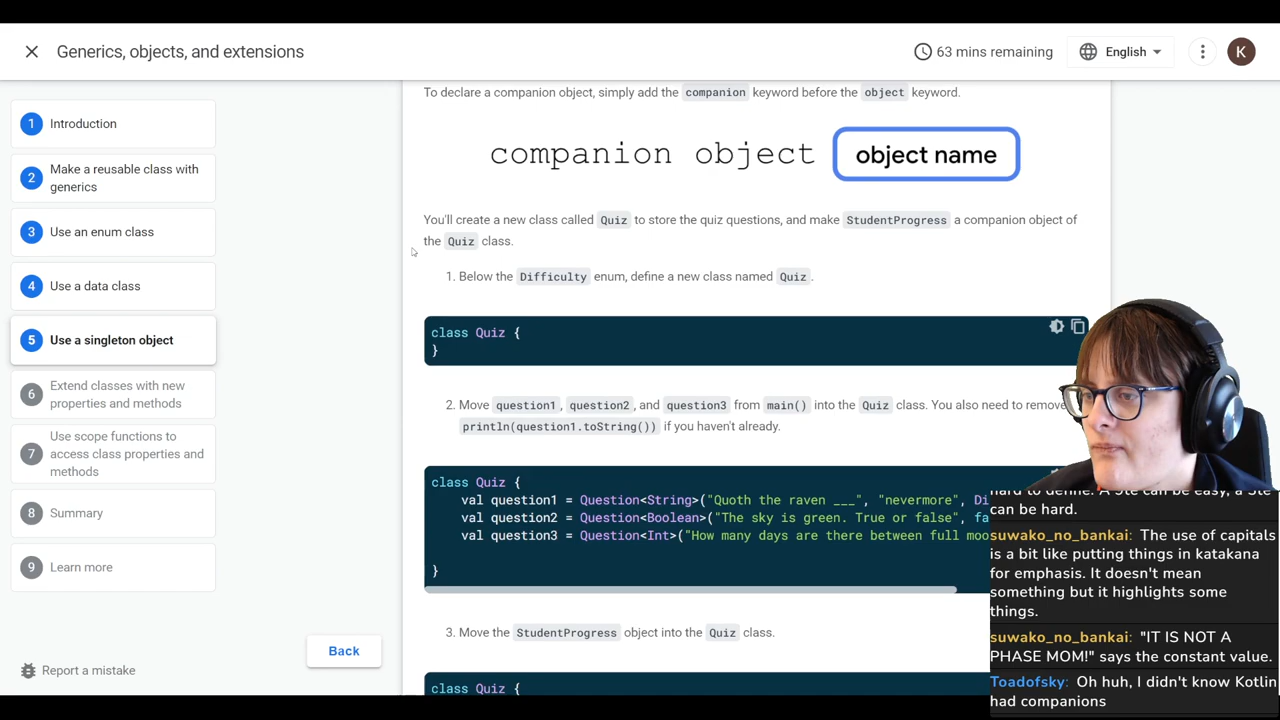 Generics, objects, and extensions
63 mins remaining
English
K
1 Introduction
2 Make a reusable class with
generics
3 Use an enum class
4 Use a data class
5 Use a singleton object
6 Extend classes with new
properties and methods
7 Use scope functions to
access class properties and
methods
8 Summary
9 Learn more
Report a mistake
Back
To declare a companion object, simply add the companion keyword before the object keyword.
companion object object name
You'll create a new class called Quiz to store the quiz questions, and make StudentProgress a companion object of
the Quiz class.
1. Below the Difficulty enum, define a new class named Quiz.
class Quiz {
}
2. Move question1, question2, and question3 from main() into the Quiz class. You also need to remove
println(question1.toString()) if you haven't already.
class Quiz {
val question1 = Question<String>("Quoth the raven ___", "nevermore", Di
val question2 = Question<Boolean>("The sky is green. True or false", fa
val question3 = Question<Int>("How many days are there between full moo
}
3. Move the StudentProgress object into the Quiz class.
class Quiz {
can be hard.
suwako_no_bankai: The use of capitals
is a bit like putting things in katakana
for emphasis. It doesn't mean
something but it highlights some
things.
suwako_no_bankai: "IT IS NOT A
PHASE MOM!" says the constant value.
Toadofsky: Oh huh, I didn't know Kotlin
had companions